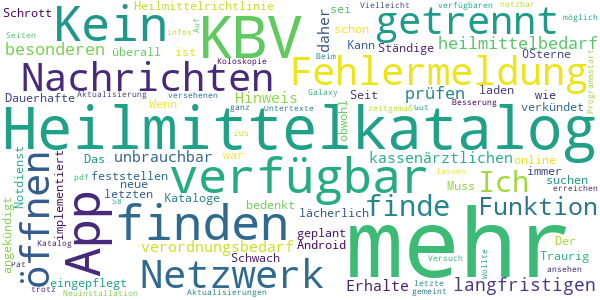 Schrott
Kein
Heilmittelrichtlinie
Auf
infos
KBV
Vielleicht
verfügbaren
nutzbar
getrennt
daher
sei
schon
Beim
möglich
Seiten
besonderen
überall
ist
Koloskopie
Kann
Ständige
OSterne
heilmittelbedarf
Programmstart
Nachrichten
Fehlermeldung
Dauerhafte
Aktualisierung
versehenen
Wenn
Hinweis
Seit
Galaxy
prüfen
laden
wie
verkündet
ganz
Untertexte
obwohl
zeitgemäß
Gut
Besserung
Heilmittelkatalog
zus
Notdienst
öffnen
implementiert
App
Das
unbrauchbar
war
feststellen
pdf
S8
neue
letzten
Kataloge
verfügbar
kassenärztlichen
online
immer
lassen
Muss
suchen
erreichen
finden
bedenkt
lächerlich
finde
Ich
Funktion
angekündigt
Katalog
Pat
trotz
eingepflegt
Neuinstallation
verordnungsbedarf
Netzwerk
Schwach
Aktualisierungen
geplant
Android
Erhalte
mehr
Versuch
letzte
gemeint
Wollte
Der
Traurig
ansehen
langfristigen